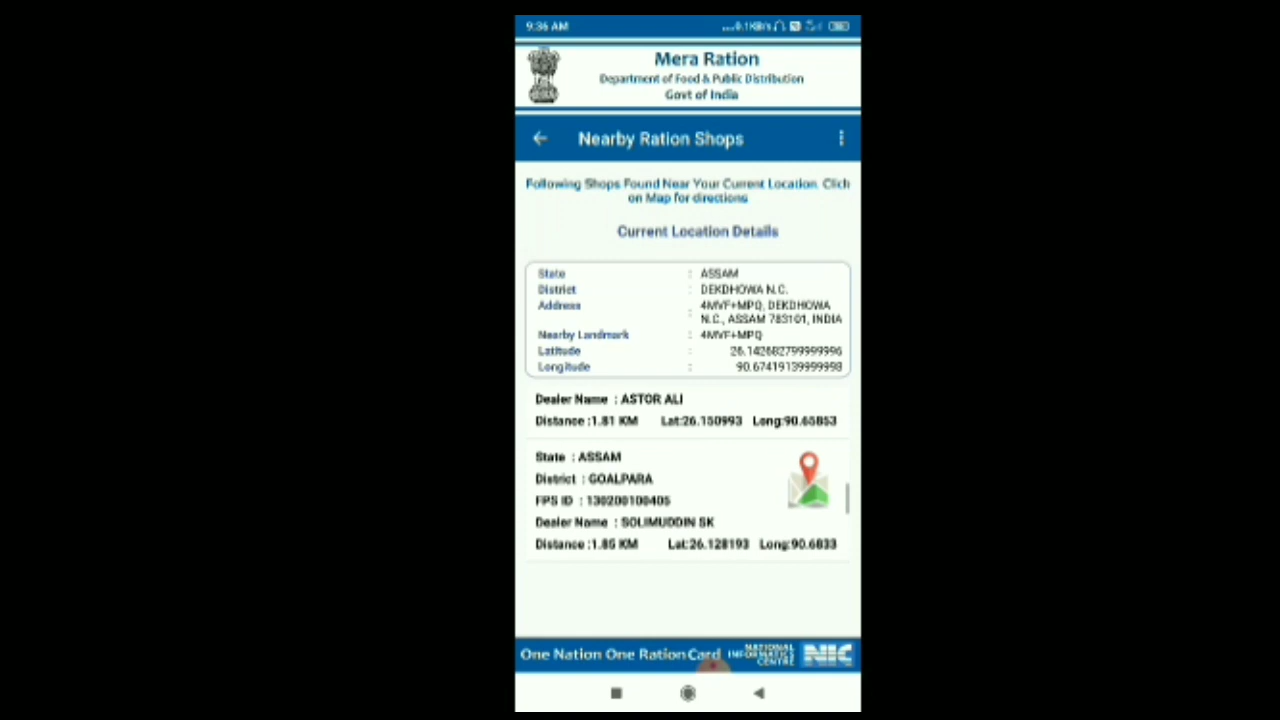 9:36 AM
0.1KB/s
Mera Ration
Department of Food & Public Distribution
Govt of India
Nearby Ration Shops
Following Shops Found Near Your Current Location. Click
on Map for directions
Current Location Details
State : ASSAM
District : DEKDHOWA N.C.
Address : 4MVF+MPQ, DEKDHOWA
N.C., ASSAM 783101, INDIA
Nearby Landmark : 4MVF+MPQ
Latitude : 26.142682799999996
Longitude : 90.67419139999998
Dealer Name : ASTOR ALI
Distance :1.81 KM Lat:26.150993 Long:90.65853
State : ASSAM
District : GOALPARA
FPS ID : 130200100405
Dealer Name : SOLIMUDDIN SK
Distance :1.85 KM Lat:26.128193 Long:90.6833
One Nation One Ration Card
NATIONAL
INFORMATICS
CENTRE
NIC